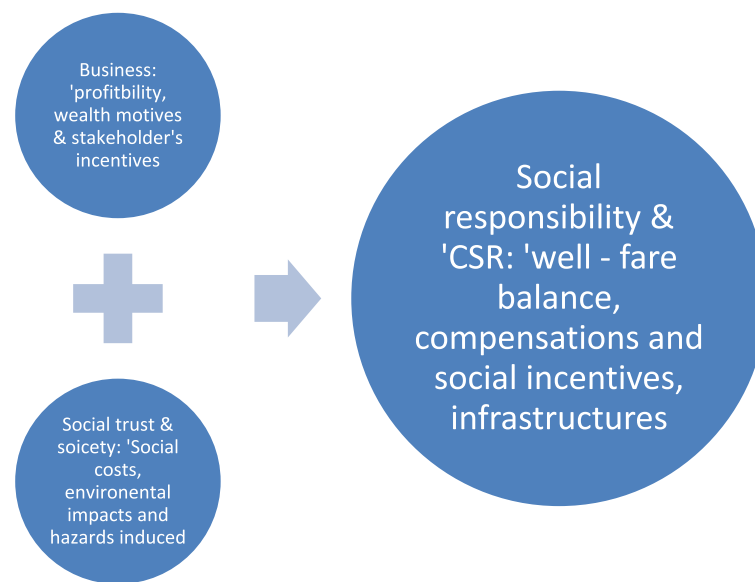 Business:
'profitbility,
wealth motives
& stakeholder's
incentives
Social trust &
soicety: 'Social
costs,
environental
impacts and
hazards induced
Social
responsibility &
'CSR: 'well - fare
balance,
compensations and
social incentives,
infrastructures